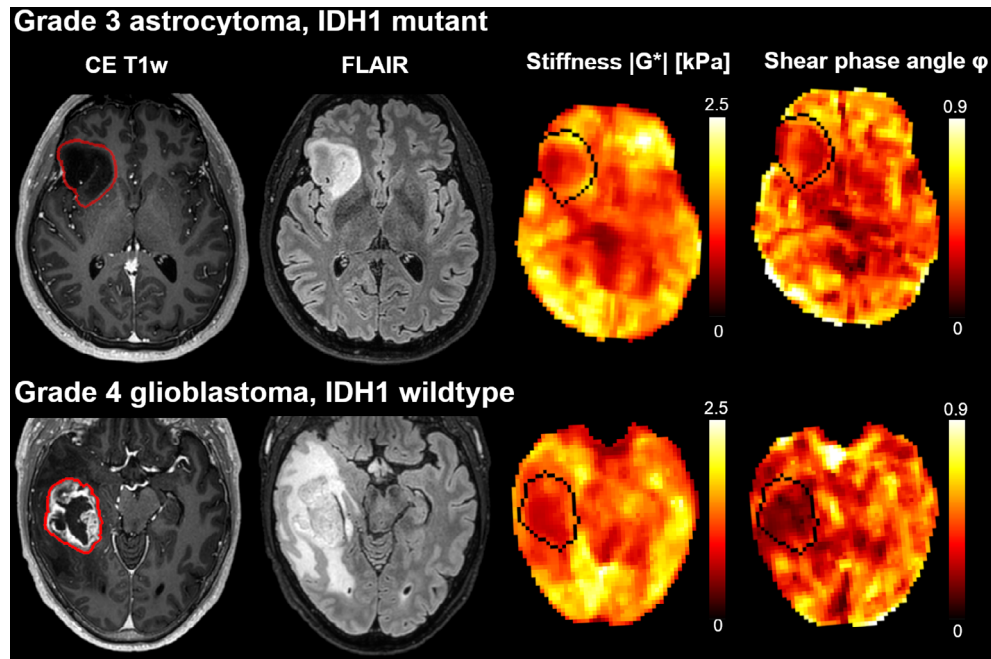 Grade 3 astrocytoma, IDH1 mutant
CE T1w
FLAIR
Stiffness |G*| [kPa]
Shear phase angle φ
2.5
0
0.9
0
Grade 4 glioblastoma, IDH1 wildtype
2.5
0
0.9
0